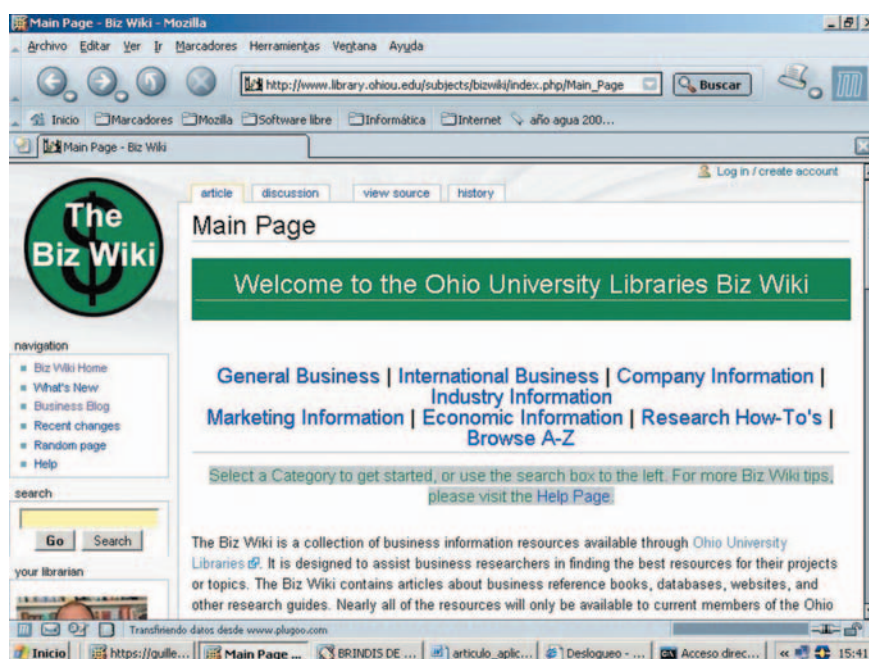 Main Page - Biz Wiki - Mozilla
Archivo Editar Ver Ir Marcadores Herramientas Ventana Ayuda
http://www.library.ohiou.edu/subjects/bizwiki/index.php/Main_Page Buscar
Inicio Marcadores Mozilla Software libre Informática Internet año agua 200...
Main Page - Biz Wiki
Log in / create account
article discussion view source history
The
Biz Wiki
Main Page
Welcome to the Ohio University Libraries Biz Wiki
navigation
Biz Wiki Home
What's New
Business Blog
Recent changes
Random page
Help
General Business | International Business | Company Information |
Industry Information
Marketing Information | Economic Information | Research How-To's |
Browse A-Z
Select a Category to get started, or use the search box to the left. For more Biz Wiki tips,
please visit the Help Page.
search
Go Search
your librarian
The Biz Wiki is a collection of business information resources available through Ohio University
Libraries. It is designed to assist business researchers in finding the best resources for their projects
or topics. The Biz Wiki contains articles about business reference books, databases, websites, and
other research guides. Nearly all of the resources will only be available to current members of the Ohio
Transfiriendo datos desde www.plugoo.com
Inicio https://guille... Main Page ... BRINDIS DE ... articulo_aplic... Deslogueo - ... Acceso direc... « 15:41